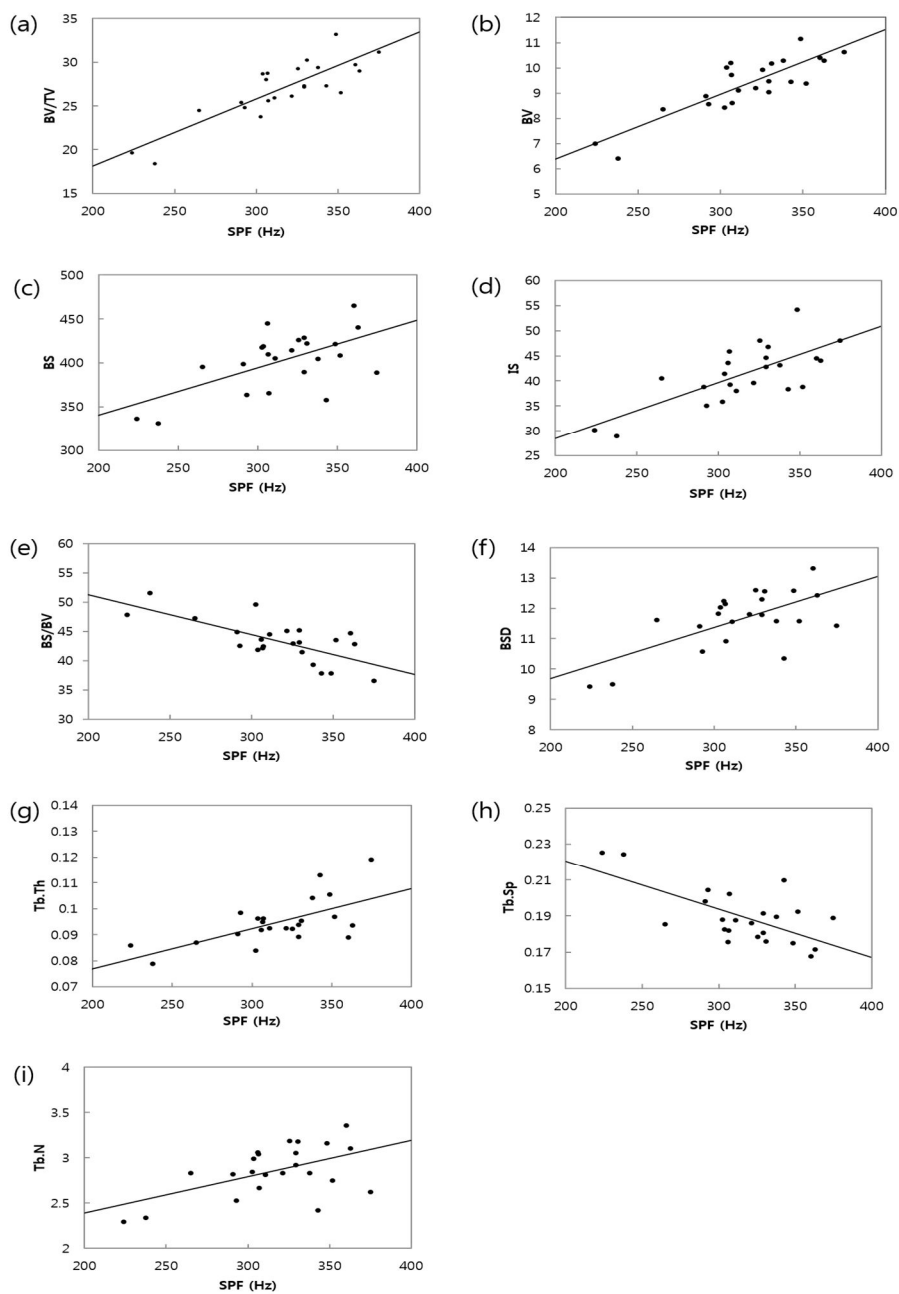 (a)
35
30
25
20
15
BV/TV
200 250 300 350 400
SPF (Hz)
(b)
12
11
10
9
8
7
6
5
BV
200 250 300 350 400
SPF (Hz)
(c)
500
450
400
350
300
BS
200 250 300 350 400
SPF (Hz)
(d)
60
55
50
45
40
35
30
25
IS
200 250 300 350 400
SPF (Hz)
(e)
60
55
50
45
40
35
30
BS/BV
200 250 300 350 400
SPF (Hz)
(f)
14
13
12
11
10
9
8
BSD
200 250 300 350 400
SPF (Hz)
(g)
0.14
0.13
0.12
0.11
0.1
0.09
0.08
0.07
Tb.Th
200 250 300 350 400
SPF (Hz)
(h)
0.25
0.23
0.21
0.19
0.17
0.15
Tb.Sp
200 250 300 350 400
SPF (Hz)
(i)
4
3.5
3
2.5
2
Tb.N
200 250 300 350 400
SPF (Hz)